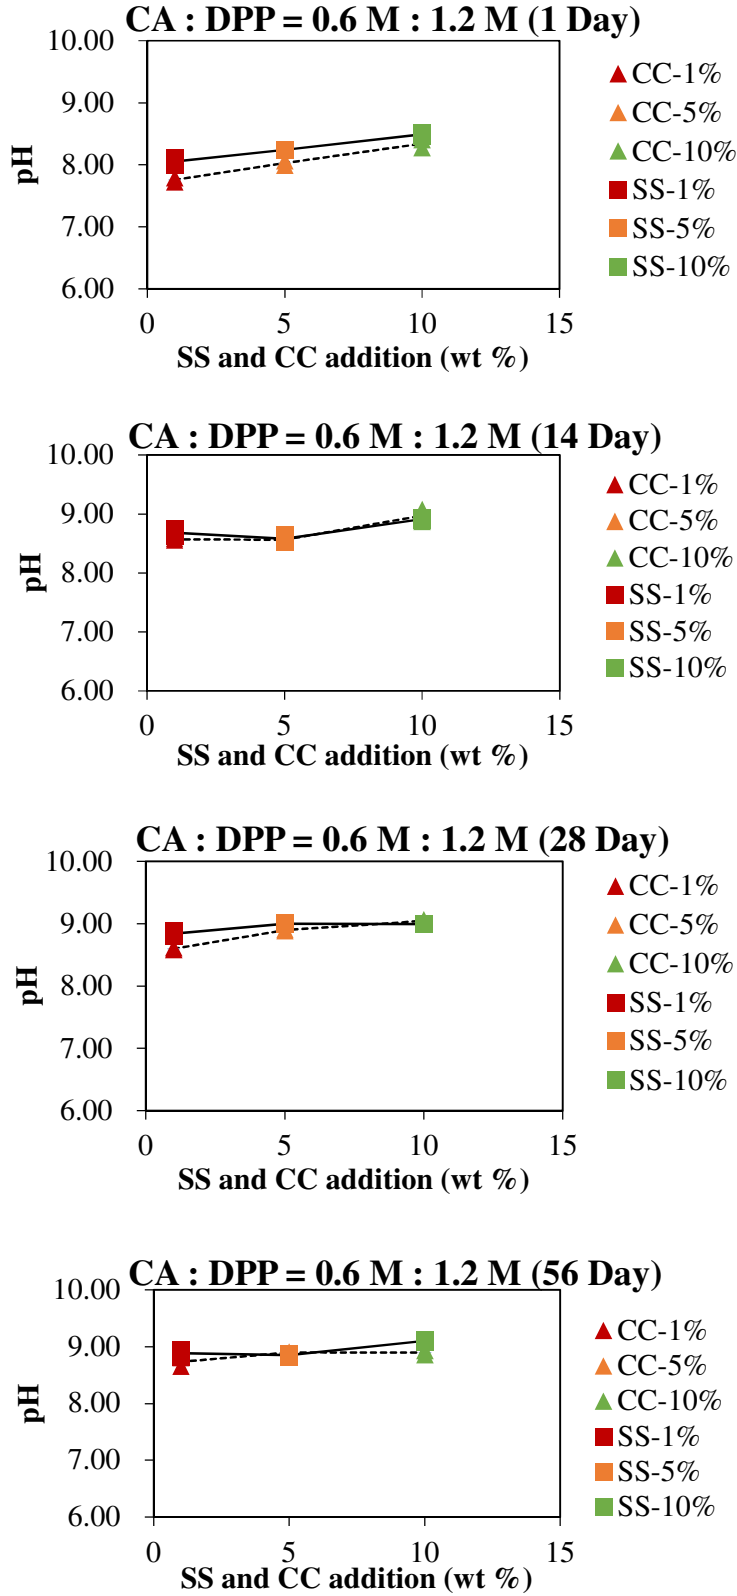 CA : DPP = 0.6 M : 1.2 M (1 Day)
10.00
9.00
8.00
7.00
6.00
pH
0
5
10
15
SS and CC addition (wt %)
CC-1%
CC-5%
CC-10%
SS-1%
SS-5%
SS-10%
CA : DPP = 0.6 M : 1.2 M (14 Day)
10.00
9.00
8.00
7.00
6.00
pH
0
5
10
15
SS and CC addition (wt %)
CC-1%
CC-5%
CC-10%
SS-1%
SS-5%
SS-10%
CA : DPP = 0.6 M : 1.2 M (28 Day)
10.00
9.00
8.00
7.00
6.00
pH
0
5
10
15
SS and CC addition (wt %)
CC-1%
CC-5%
CC-10%
SS-1%
SS-5%
SS-10%
CA : DPP = 0.6 M : 1.2 M (56 Day)
10.00
9.00
8.00
7.00
6.00
pH
0
5
10
15
SS and CC addition (wt %)
CC-1%
CC-5%
CC-10%
SS-1%
SS-5%
SS-10%